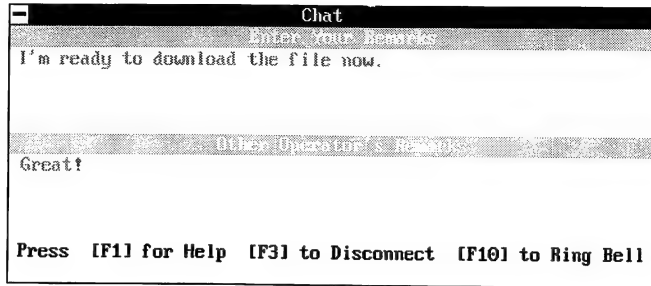 Chat
Enter Your Remarks
I'm ready to download the file now.
Other Operator's Remarks
Great!
Press [F1] for Help [F3] to Disconnect [F10] to Ring Bell